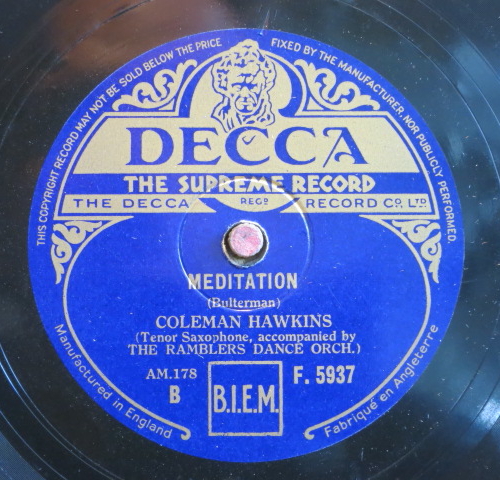 THIS COPYRIGHT RECORD MAY NOT BE SOLD BELOW THE PRICE FIXED BY THE MANUFACTURER, NOR PUBLICLY PERFORMED.
DECCA
THE SUPREME RECORD
THE DECCA REGD RECORD CO. LTD
MEDITATION
(Bulterman)
COLEMAN HAWKINS
(Tenor Saxophone, accompanied by
THE RAMBLERS DANCE ORCH.)
AM.178
B
B.I.E.M.
F. 5937
Manufactured in England
Fabriqué en Angleterre